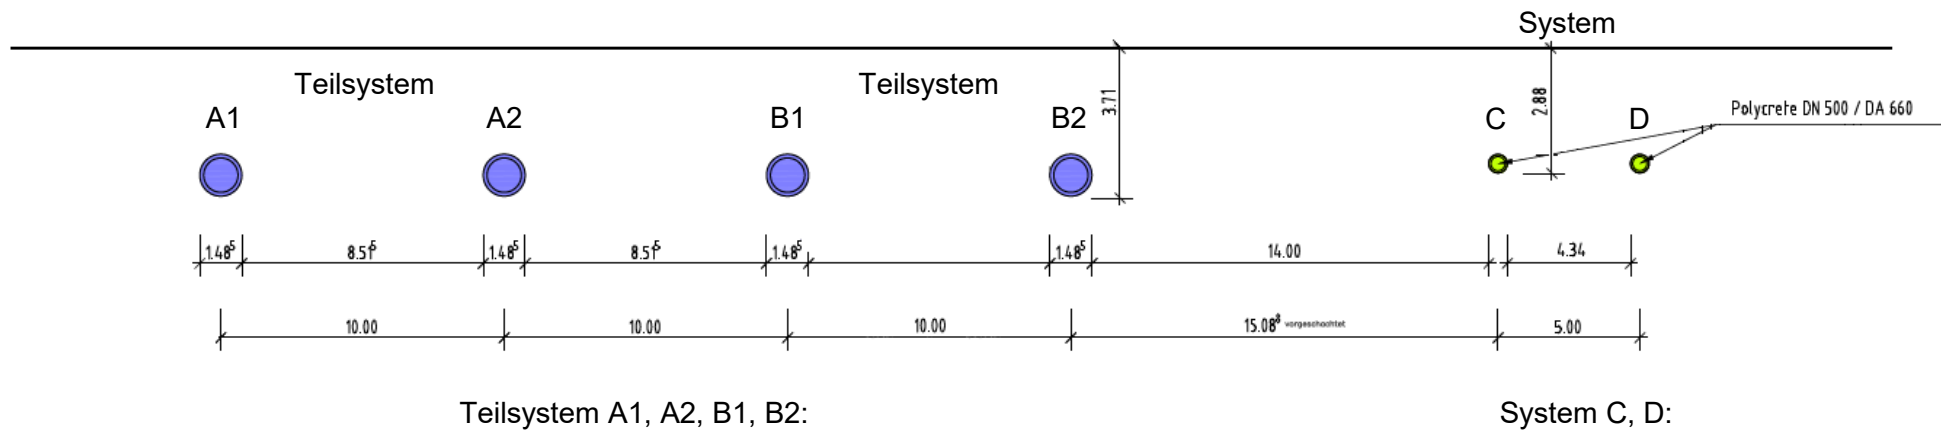 System
Teilsystem Teilsystem
A1 A2 B1 B2 C D
3.71 2.88
Polycrete DN 500 / DA 660
1.48⁵ 8.51⁵ 1.48⁵ 8.51⁵ 1.48⁵ 1.48⁵ 14.00 4.34
10.00 10.00 10.00 15.08⁸ vorgeschachtet 5.00
Teilsystem A1, A2, B1, B2: System C, D: